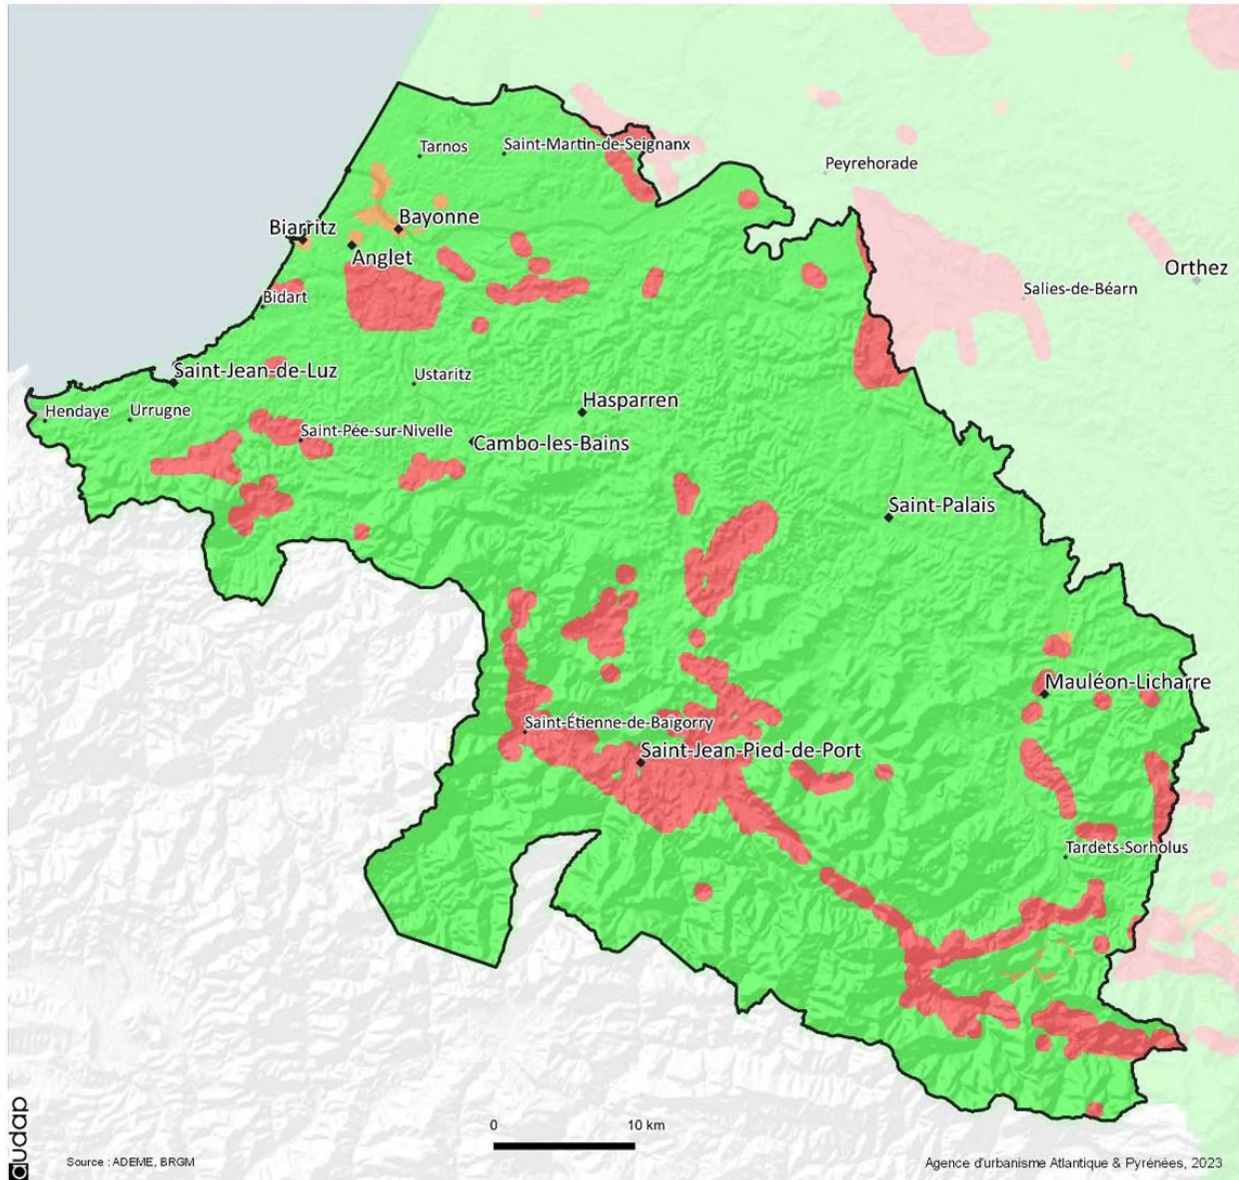 Tarnos
Saint-Martin-de-Seignanx
Peyrehorade
Biarritz
Bayonne
Anglet
Orthez
Bidart
Salies-de-Béarn
Saint-Jean-de-Luz
Ustaritz
Hasparren
Hendaye
Urrugne
Saint-Pée-sur-Nivelle
Cambo-les-Bains
Saint-Palais
Mauléon-Licharre
Saint-Étienne-de-Baïgorry
Saint-Jean-Pied-de-Port
Tardets-Sorholus
audap
0 10 km
Source : ADEME, BRGM
Agence d'urbanisme Atlantique & Pyrénées, 2023